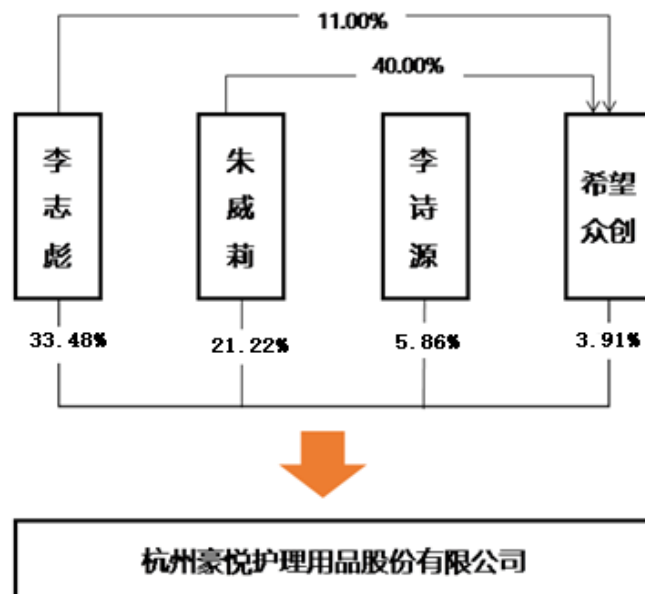 11.00%
40.00%
李志彪
朱威莉
李诗源
希望
众创
33.48%
21.22%
5.86%
3.91%
杭州豪悦护理用品股份有限公司